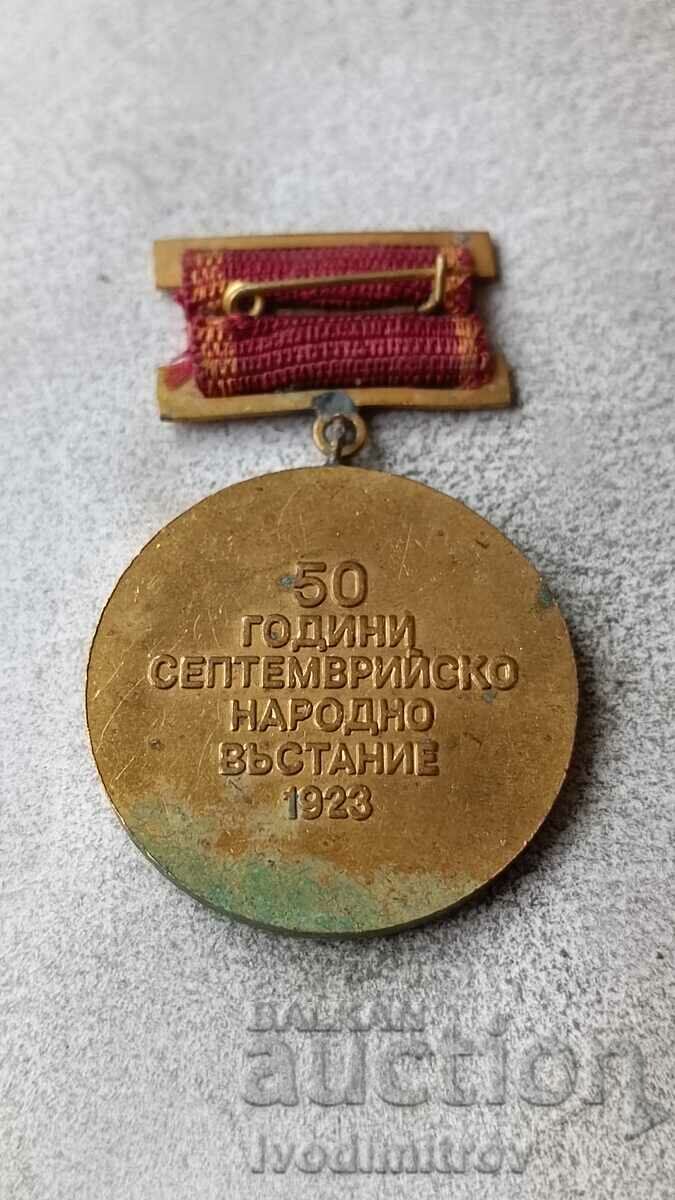 50
ГОДИНИ
СЕПТЕМВРИЙСКО
НАРОДНО
ВЪСТАНИЕ
1923
BALKAN
auction
Ivodimitrov